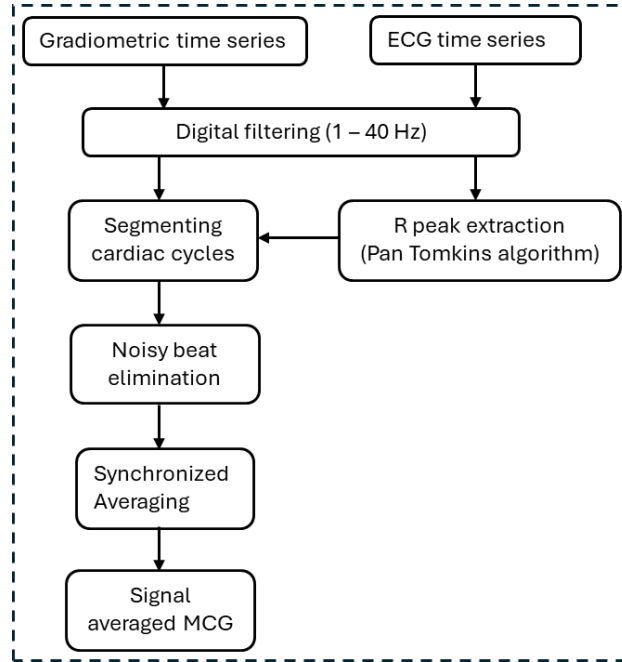 Gradiometric time series
ECG time series
Digital filtering (1 – 40 Hz)
Segmenting
cardiac cycles
R peak extraction
(Pan Tomkins algorithm)
Noisy beat
elimination
Synchronized
Averaging
Signal
averaged MCG